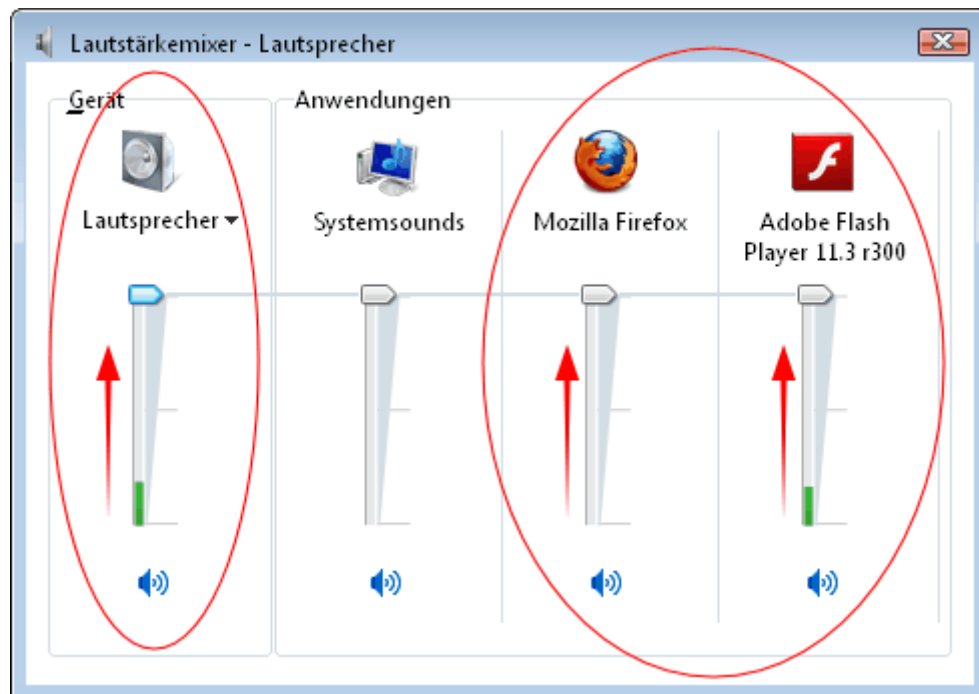 Lautstärkemixer - Lautsprecher
Gerät
Anwendungen
Lautsprecher
Systemsounds
Mozilla Firefox
Adobe Flash
Player 11.3 r300